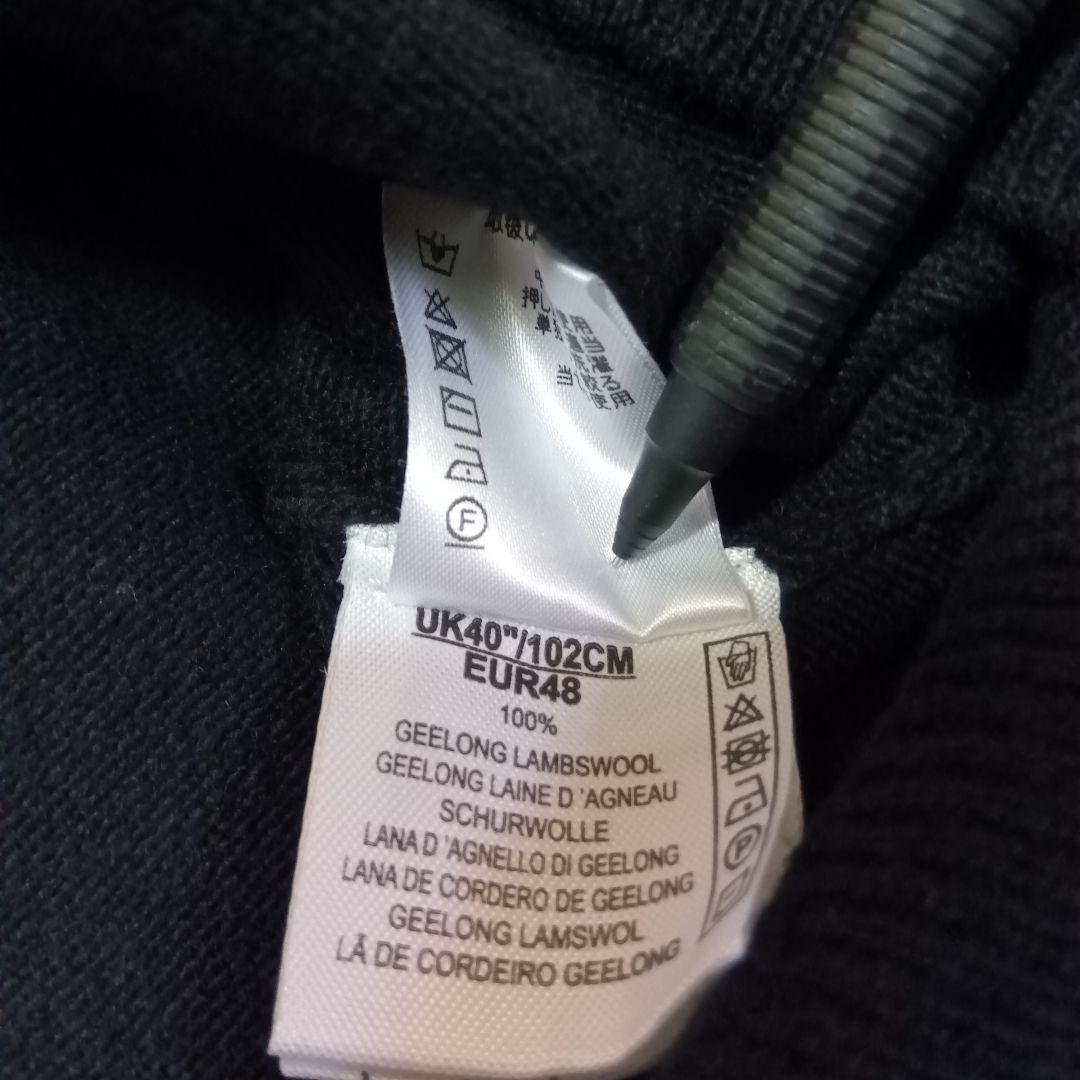 F
UK40"/102CM
EUR48
100%
GEELONG LAMBSWOOL
GEELONG LAINE D 'AGNEAU
SCHURWOLLE
LANA D 'AGNELLO DI GEELONG
LANA DE CORDERO DE GEELONG
GEELONG LAMSWOL
LÃ DE CORDEIRO GEELONG
P